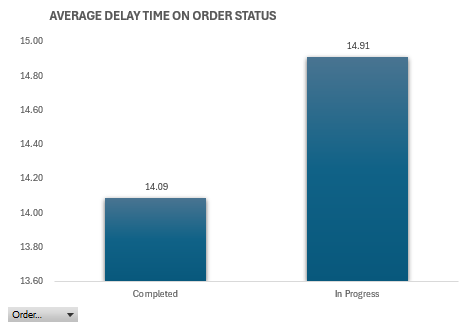 AVERAGE DELAY TIME ON ORDER STATUS
15.00
14.80
14.60
14.40
14.20
14.00
13.80
13.60
14.09
14.91
Completed
In Progress
Order...